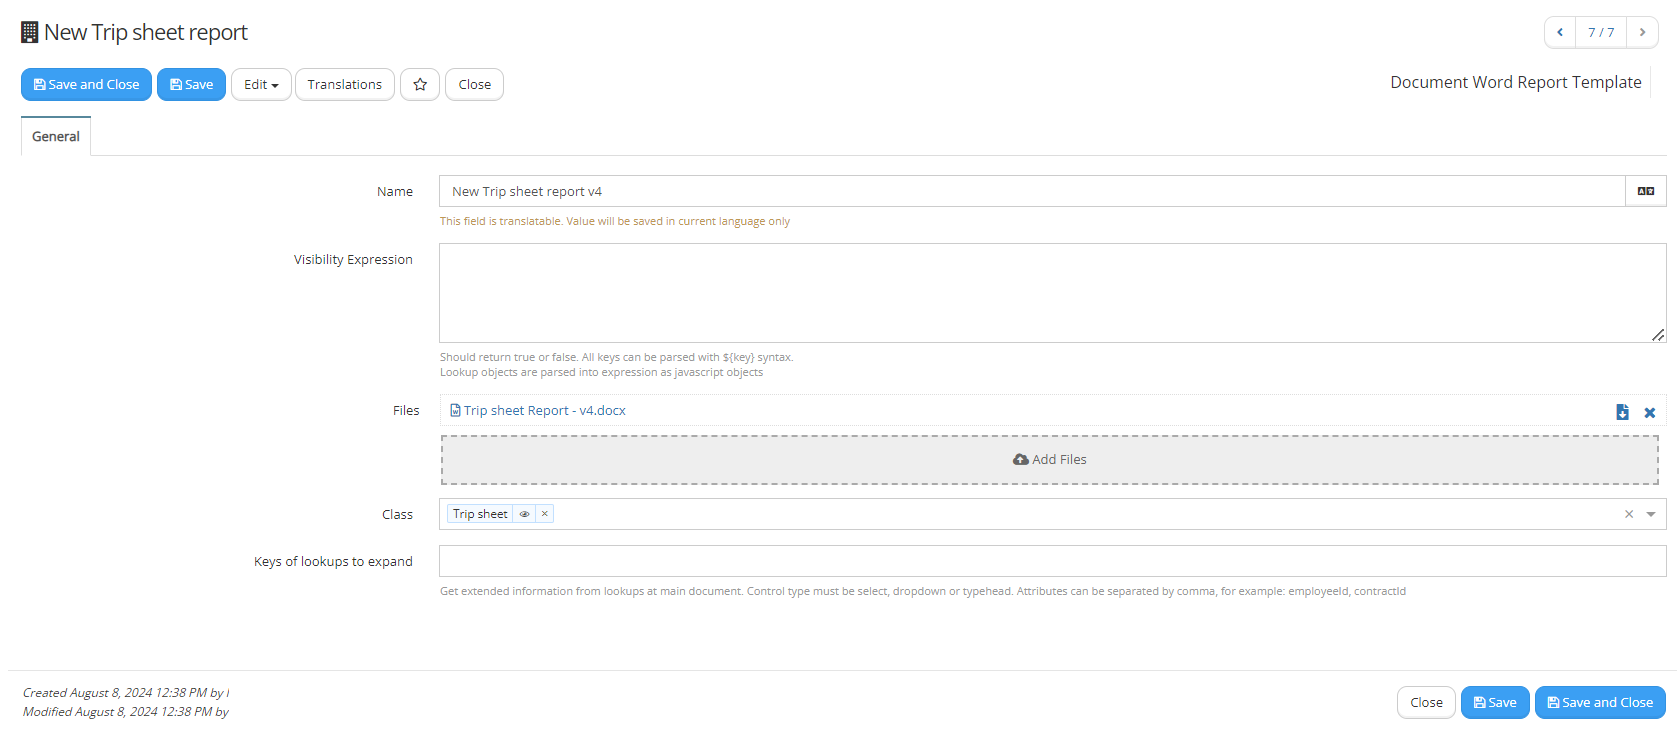 New Trip sheet report
7 / 7
Save and Close
Save
Edit
Translations
Close
Document Word Report Template
General
Name
New Trip sheet report v4
This field is translatable. Value will be saved in current language only
Visibility Expression
Should return true or false. All keys can be parsed with ${key} syntax.
Lookup objects are parsed into expression as javascript objects
Files
Trip sheet Report - v4.docx
Add Files
Class
Trip sheet
Keys of lookups to expand
Get extended information from lookups at main document. Control type must be select, dropdown or typehead. Attributes can be separated by comma, for example: employeeId, contractId
Created August 8, 2024 12:38 PM by
Modified August 8, 2024 12:38 PM by
Close
Save
Save and Close